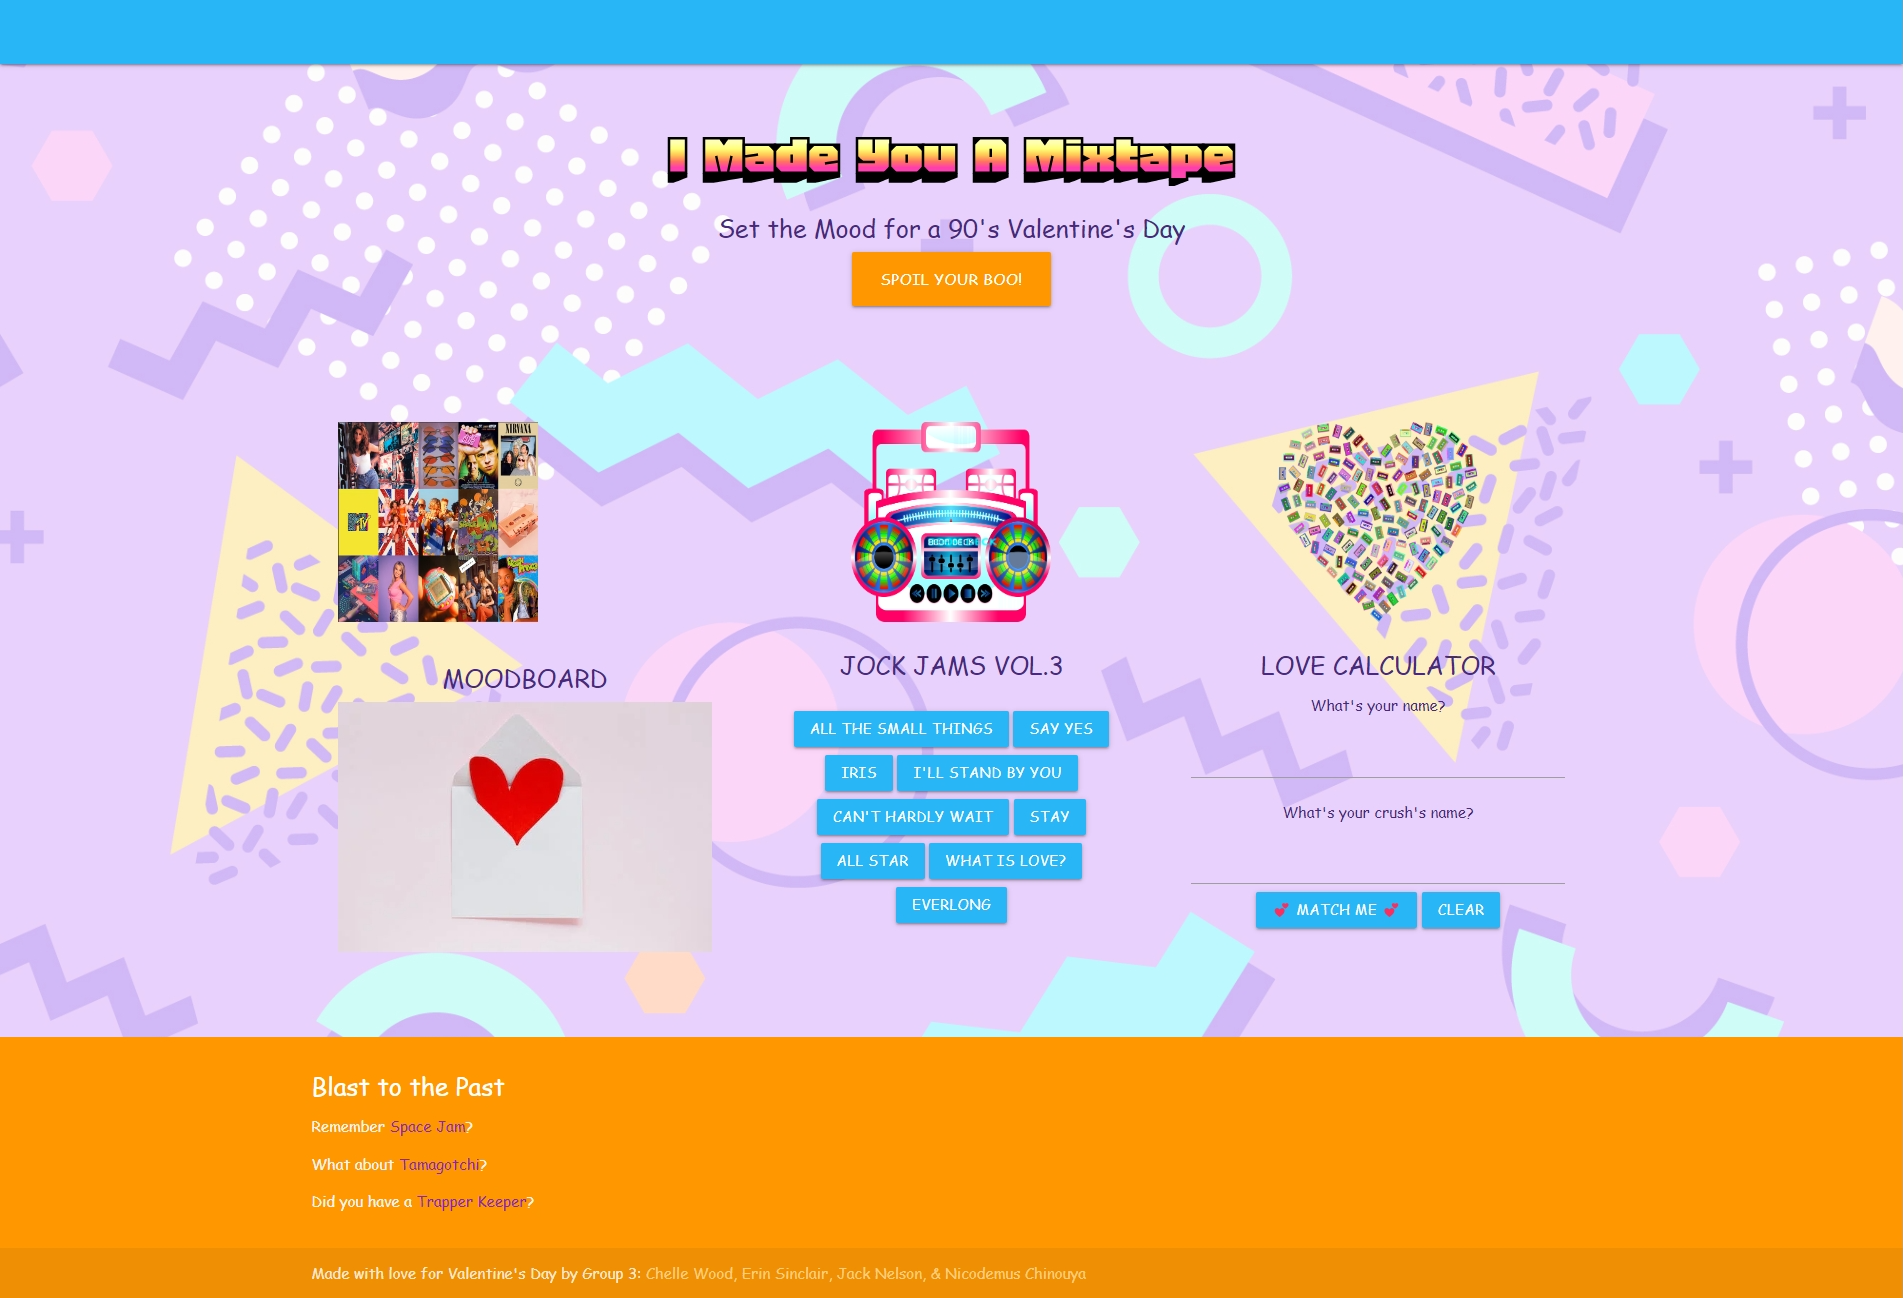 I Made You A Mixtape
Set the Mood for a 90's Valentine's Day
SPOIL YOUR BOO!
NIRVANA
MTV
MOODBOARD
JOCK JAMS VOL.3
ALL THE SMALL THINGS
SAY YES
IRIS
I'LL STAND BY YOU
CAN'T HARDLY WAIT
STAY
ALL STAR
WHAT IS LOVE?
EVERLONG
LOVE CALCULATOR
What's your name?
What's your crush's name?
💕 MATCH ME 💕
CLEAR
Blast to the Past
Remember Space Jam?
What about Tamagotchi?
Did you have a Trapper Keeper?
Made with love for Valentine's Day by Group 3: Chelle Wood, Erin Sinclair, Jack Nelson, & Nicodemus Chinouya